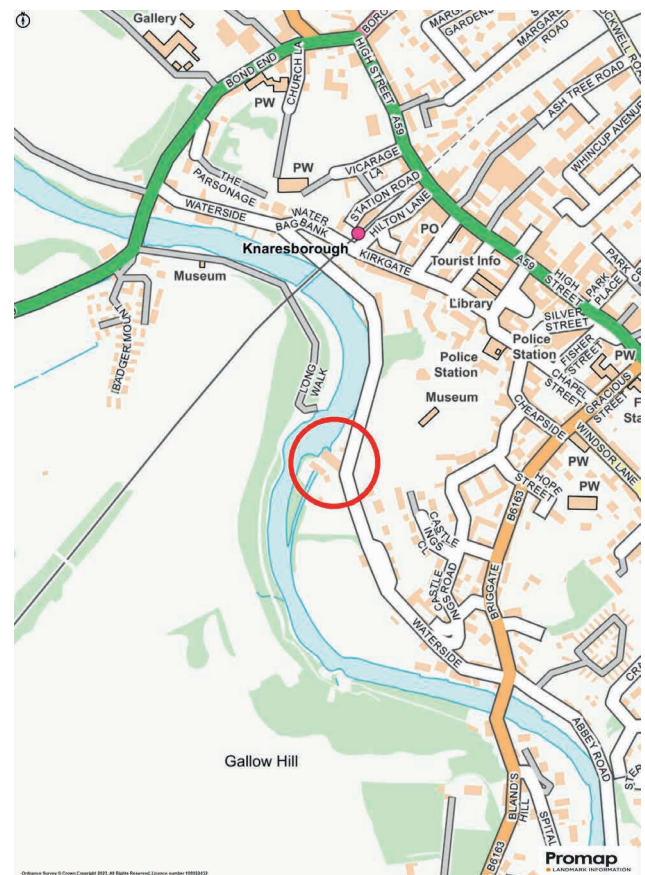 Gallery
BOND END
CHURCH LA
HIGH STREET
A59
MARGARET
ROAD
GARDENS
ASH TREE ROAD
WHINCUP AVENUE
PW
PW
VICARAGE
LA
THE
PARSONAGE
STATION ROAD
HILTON LANE
WATERSIDE
WATER
BAG BANK
Knaresborough
KIRKGATE
PO
Tourist Info
A59
HIGH
STREET
PARK
PLACE
Museum
Library
SILVER
STREET
Police
Station
FISHER
STREET
PW
CHAPEL
STREET
LONG
WALK
Police
Station
Museum
CHEAPSIDE
GRACIOUS
STREET
WINDSOR LANE
PW
HOPE
STREET
PW
B6163
CASTLE
INGS
CL
CASTLE
INGS
ROAD
BRIGGATE
WATERSIDE
Gallow Hill
ABBEY ROAD
BLAND'S
HILL
SPITAL
B6163
Promap
LANDMARK INFORMATION